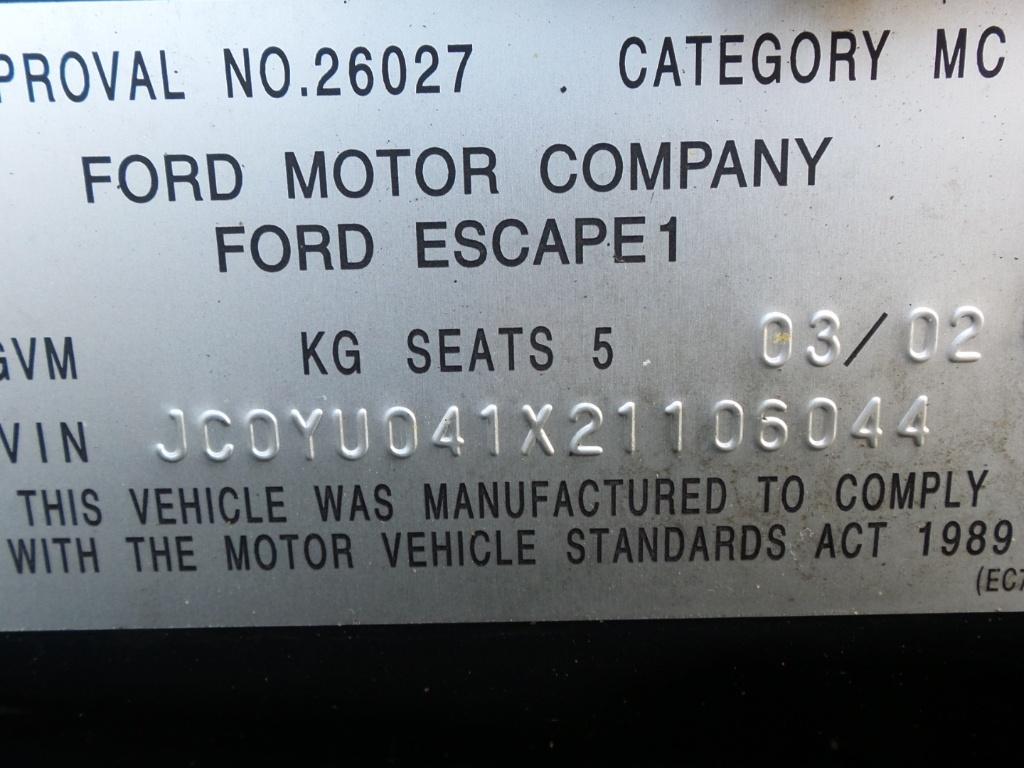 PROVAL NO.26027 . CATEGORY MC
FORD MOTOR COMPANY
FORD ESCAPE1
GVM KG SEATS 5 03/02
VIN JC0YU041X21106044
THIS VEHICLE WAS MANUFACTURED TO COMPLY
WITH THE MOTOR VEHICLE STANDARDS ACT 1989
(EC7